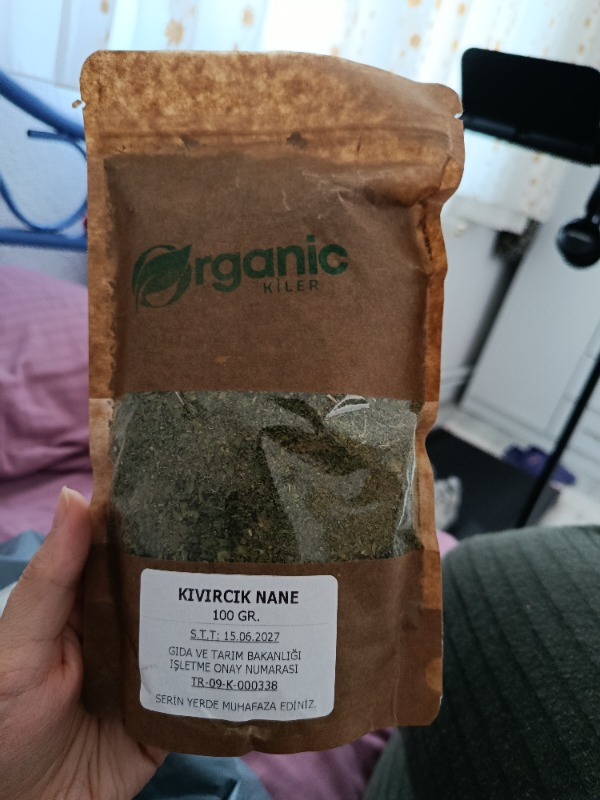 Organic
KİLER
KIVIRCIK NANE
100 GR.
S.T.T: 15.06.2027
GIDA VE TARIM BAKANLIĞI
İŞLETME ONAY NUMARASI
TR-09-K-000338
SERİN YERDE MUHAFAZA EDİNİZ.